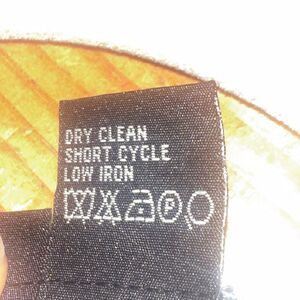 DRY CLEAN
SHORT CYCLE
LOW IRON
P